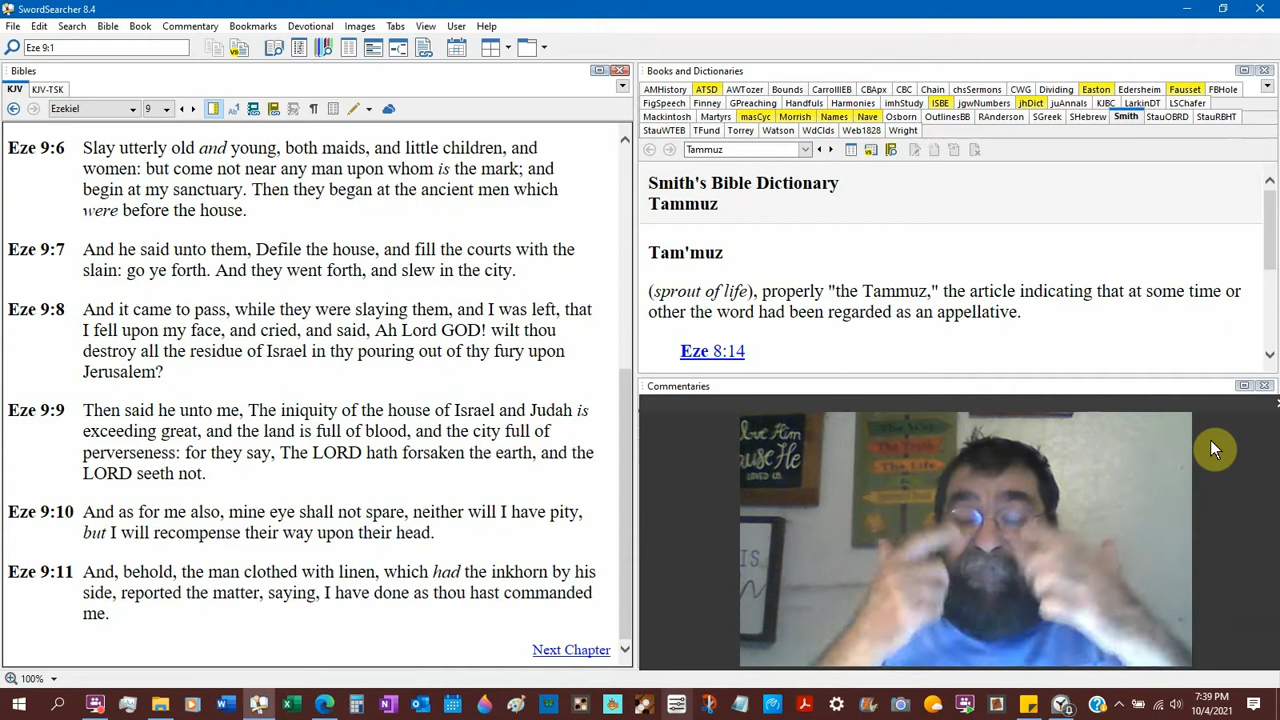 SwordSearcher 8.4
File Edit Search Bible Book Commentary Bookmarks Devotional Images Tabs View User Help
Eze 9:1
Bibles
KJV KJV-TSK
Ezekiel 9
Eze 9:6 Slay utterly old and young, both maids, and little children, and
women: but come not near any man upon whom is the mark; and
begin at my sanctuary. Then they began at the ancient men which
were before the house.
Eze 9:7 And he said unto them, Defile the house, and fill the courts with the
slain: go ye forth. And they went forth, and slew in the city.
Eze 9:8 And it came to pass, while they were slaying them, and I was left, that
I fell upon my face, and cried, and said, Ah Lord GOD! wilt thou
destroy all the residue of Israel in thy pouring out of thy fury upon
Jerusalem?
Eze 9:9 Then said he unto me, The iniquity of the house of Israel and Judah is
exceeding great, and the land is full of blood, and the city full of
perverseness: for they say, The LORD hath forsaken the earth, and the
LORD seeth not.
Eze 9:10 And as for me also, mine eye shall not spare, neither will I have pity,
but I will recompense their way upon their head.
Eze 9:11 And, behold, the man clothed with linen, which had the inkhorn by his
side, reported the matter, saying, I have done as thou hast commanded
me.
Next Chapter
100%
Books and Dictionaries
AMHistory ATSD AWTozer Bounds CarrollIEB CBApx CBC Chain chsSermons CWG Dividing Easton Edersheim Fausset FBHole
FigSpeech Finney GPreaching Handfuls Harmonies imhStudy ISBE jgwNumbers jhDict juAnnals KJBC LarkinDT LSChafer
Mackintosh Martyrs masCyc Morrish Names Nave Osborn OutlinesBB RAnderson SGreek SHebrew Smith StauOBRD StauRBHT
StauWTEB TFund Torrey Watson WdClds Web1828 Wright
Tammuz
Smith's Bible Dictionary
Tammuz
Tam'muz
(sprout of life), properly "the Tammuz," the article indicating that at some time or
other the word had been regarded as an appellative.
Eze 8:14
Commentaries
love Him
ause He
LOVED US
The Way
The Truth
The Life
IS
7:39 PM
10/4/2021